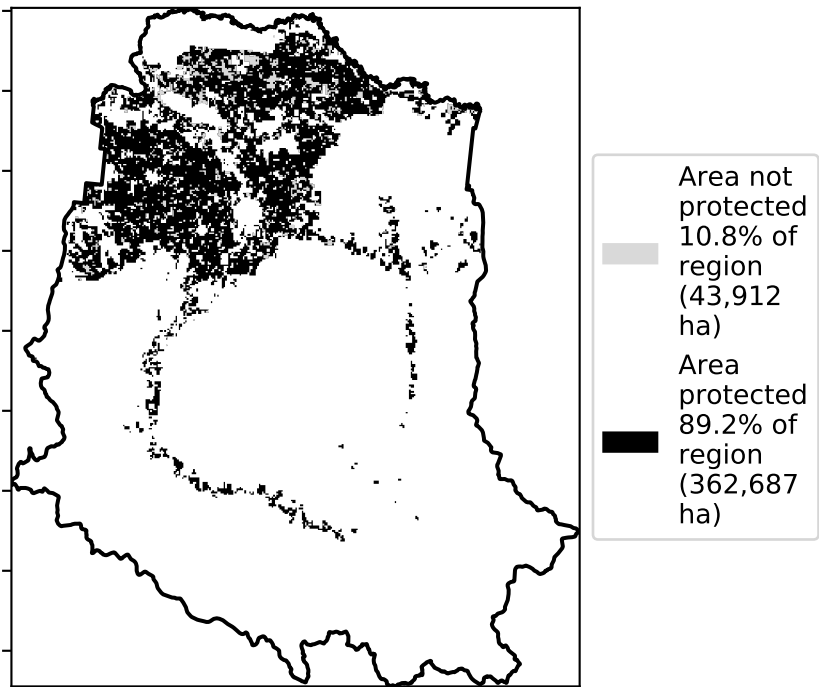 Area not
protected
10.8% of
region
(43,912
ha)
Area
protected
89.2% of
region
(362,687
ha)